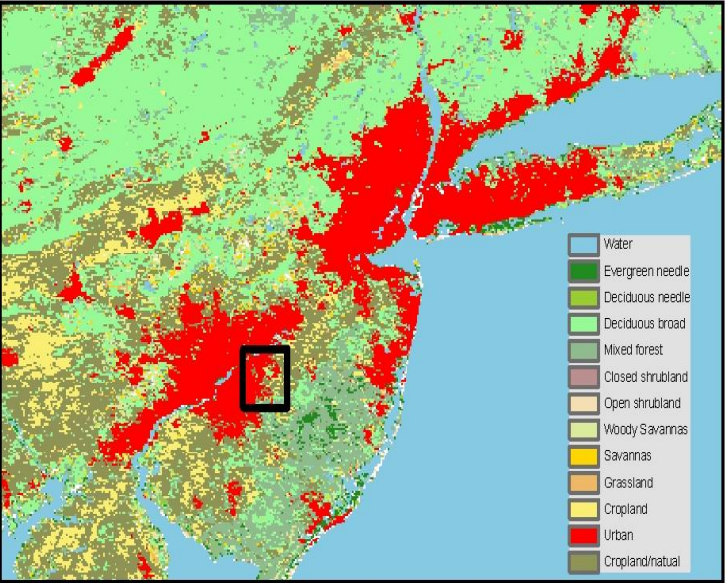 Water
Evergreen needle
Deciduous needle
Deciduous broad
Mixed forest
Closed shrubland
Open shrubland
Woody Savannas
Savannas
Grassland
Cropland
Urban
Cropland/natual